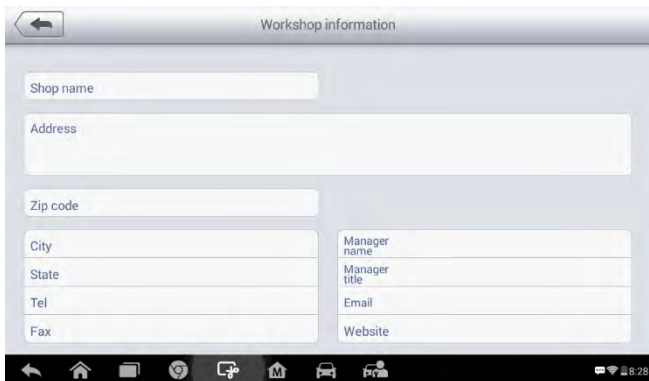 Workshop information
Shop name
Address
Zip code
City
State
Tel
Fax
Manager
name
Manager
title
Email
Website
M
8:28